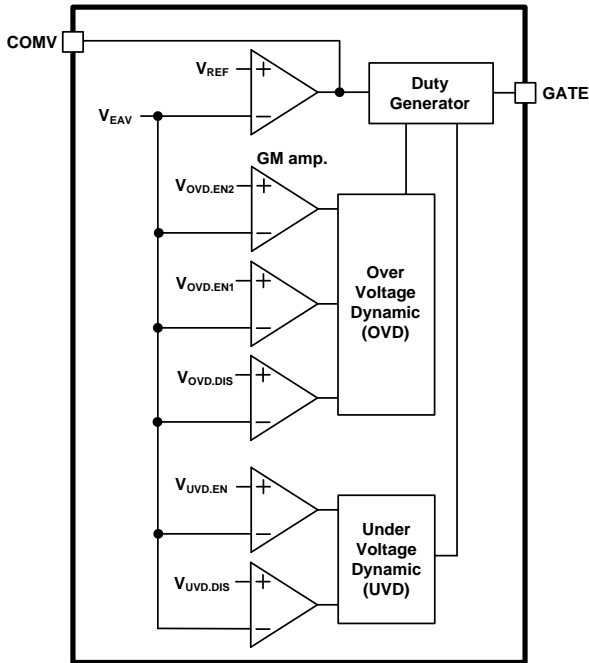 COMV
V_REF
+
−
V_EAV
Duty
Generator
GATE
GM amp.
V_OVD.EN2
+
−
V_OVD.EN1
+
−
V_OVD.DIS
+
−
Over
Voltage
Dynamic
(OVD)
V_UVD.EN
+
−
V_UVD.DIS
+
−
Under
Voltage
Dynamic
(UVD)